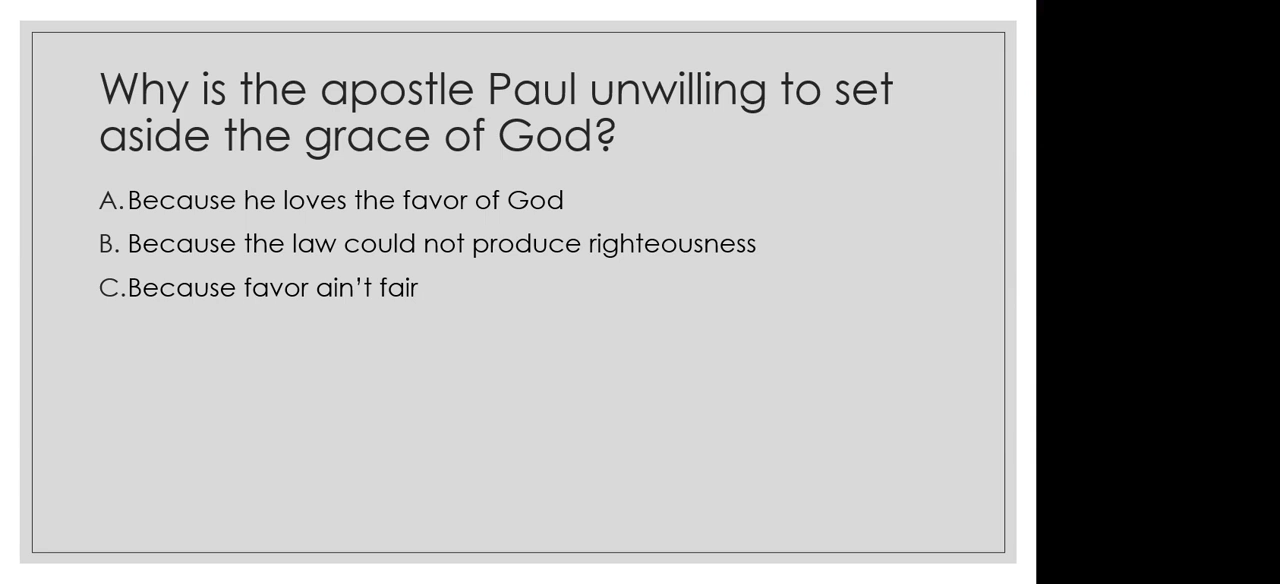 Why is the apostle Paul unwilling to set
aside the grace of God?
A. Because he loves the favor of God
B. Because the law could not produce righteousness
C. Because favor ain’t fair